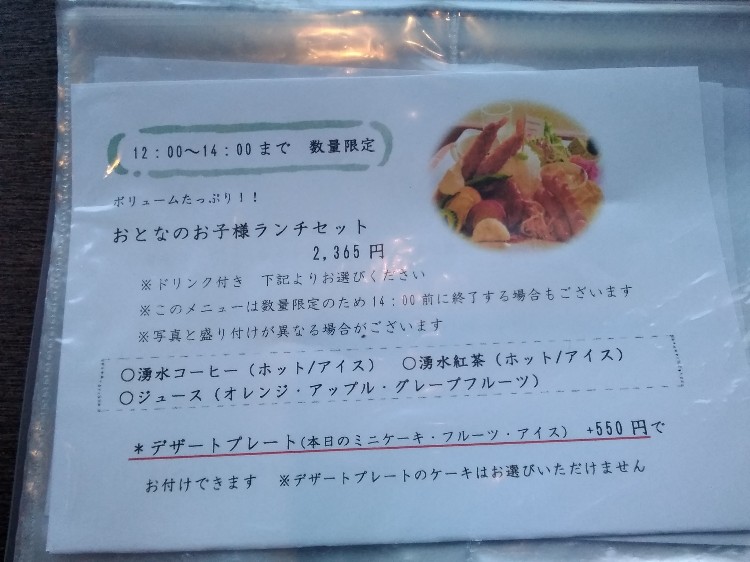 12：00～14：00まで　数量限定
ボリュームたっぷり！！
おとなのお子様ランチセット
2,365円
※ドリンク付き　下記よりお選びください
※このメニューは数量限定のため14：00前に終了する場合もございます
※写真と盛り付けが異なる場合がございます
○湧水コーヒー（ホット/アイス）　○湧水紅茶（ホット/アイス）
○ジュース（オレンジ・アップル・グレープフルーツ）
＊デザートプレート(本日のミニケーキ・フルーツ・アイス)　+550円で
お付けできます　※デザートプレートのケーキはお選びいただけません